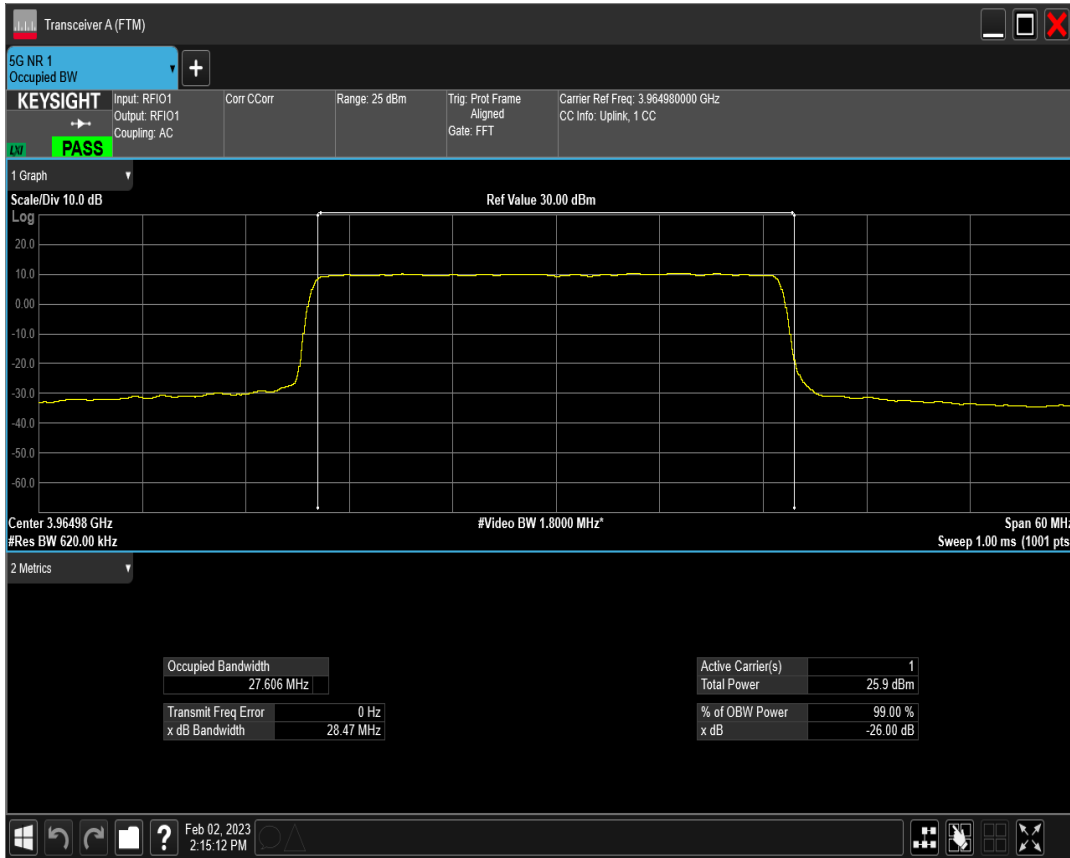 Transceiver A (FTM)
5G NR 1
Occupied BW
+
KEYSIGHT
LXI
PASS
Input: RFIO1
Output: RFIO1
Coupling: AC
Corr CCorr
Range: 25 dBm
Trig: Prot Frame
Aligned
Gate: FFT
Carrier Ref Freq: 3.964980000 GHz
CC Info: Uplink, 1 CC
1 Graph
Scale/Div 10.0 dB
Ref Value 30.00 dBm
Log
20.0
10.0
0.00
-10.0
-20.0
-30.0
-40.0
-50.0
-60.0
Center 3.96498 GHz
#Video BW 1.8000 MHz*
Span 60 MHz
#Res BW 620.00 kHz
Sweep 1.00 ms (1001 pts
2 Metrics
Occupied Bandwidth
27.606 MHz
Transmit Freq Error 0 Hz
x dB Bandwidth 28.47 MHz
Active Carrier(s) 1
Total Power 25.9 dBm
% of OBW Power 99.00 %
x dB -26.00 dB
?
Feb 02, 2023
2:15:12 PM